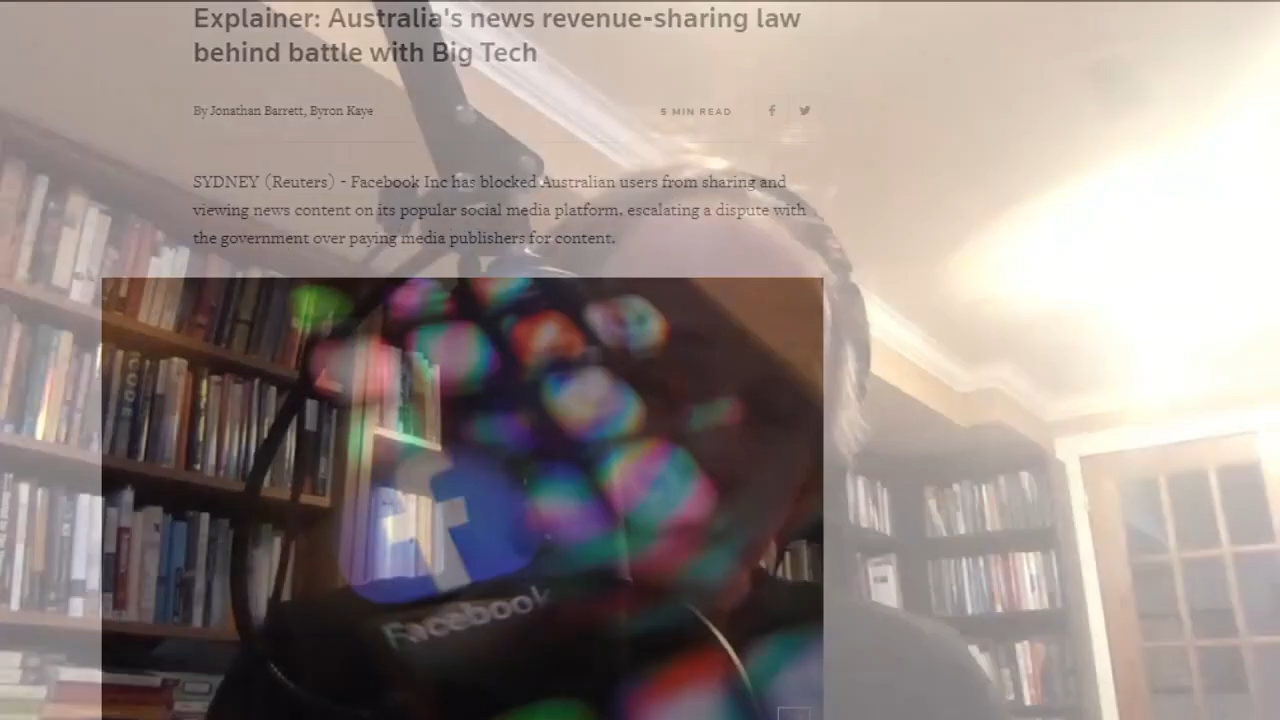 Explainer: Australia's news revenue-sharing law
behind battle with Big Tech
By Jonathan Barrett, Byron Kaye
5 MIN READ
SYDNEY (Reuters) - Facebook Inc has blocked Australian users from sharing and
viewing news content on its popular social media platform, escalating a dispute with
the government over paying media publishers for content.
CODE
Facebook